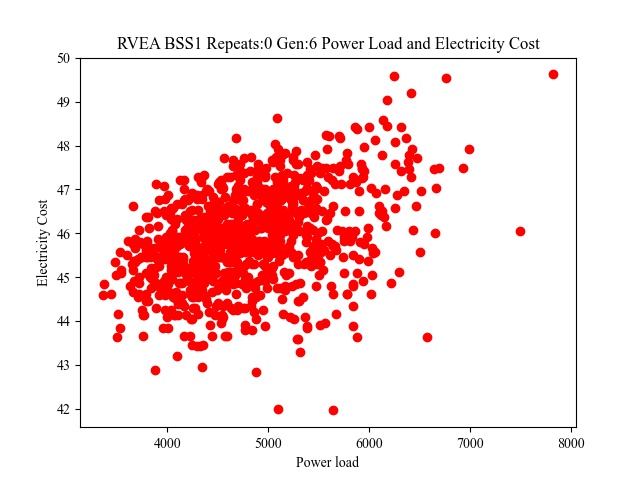 RVEA BSS1 Repeats:0 Gen:6 Power Load and Electricity Cost
50
49
48
47
46
45
44
43
42
Electricity Cost
4000 5000 6000 7000 8000
Power load